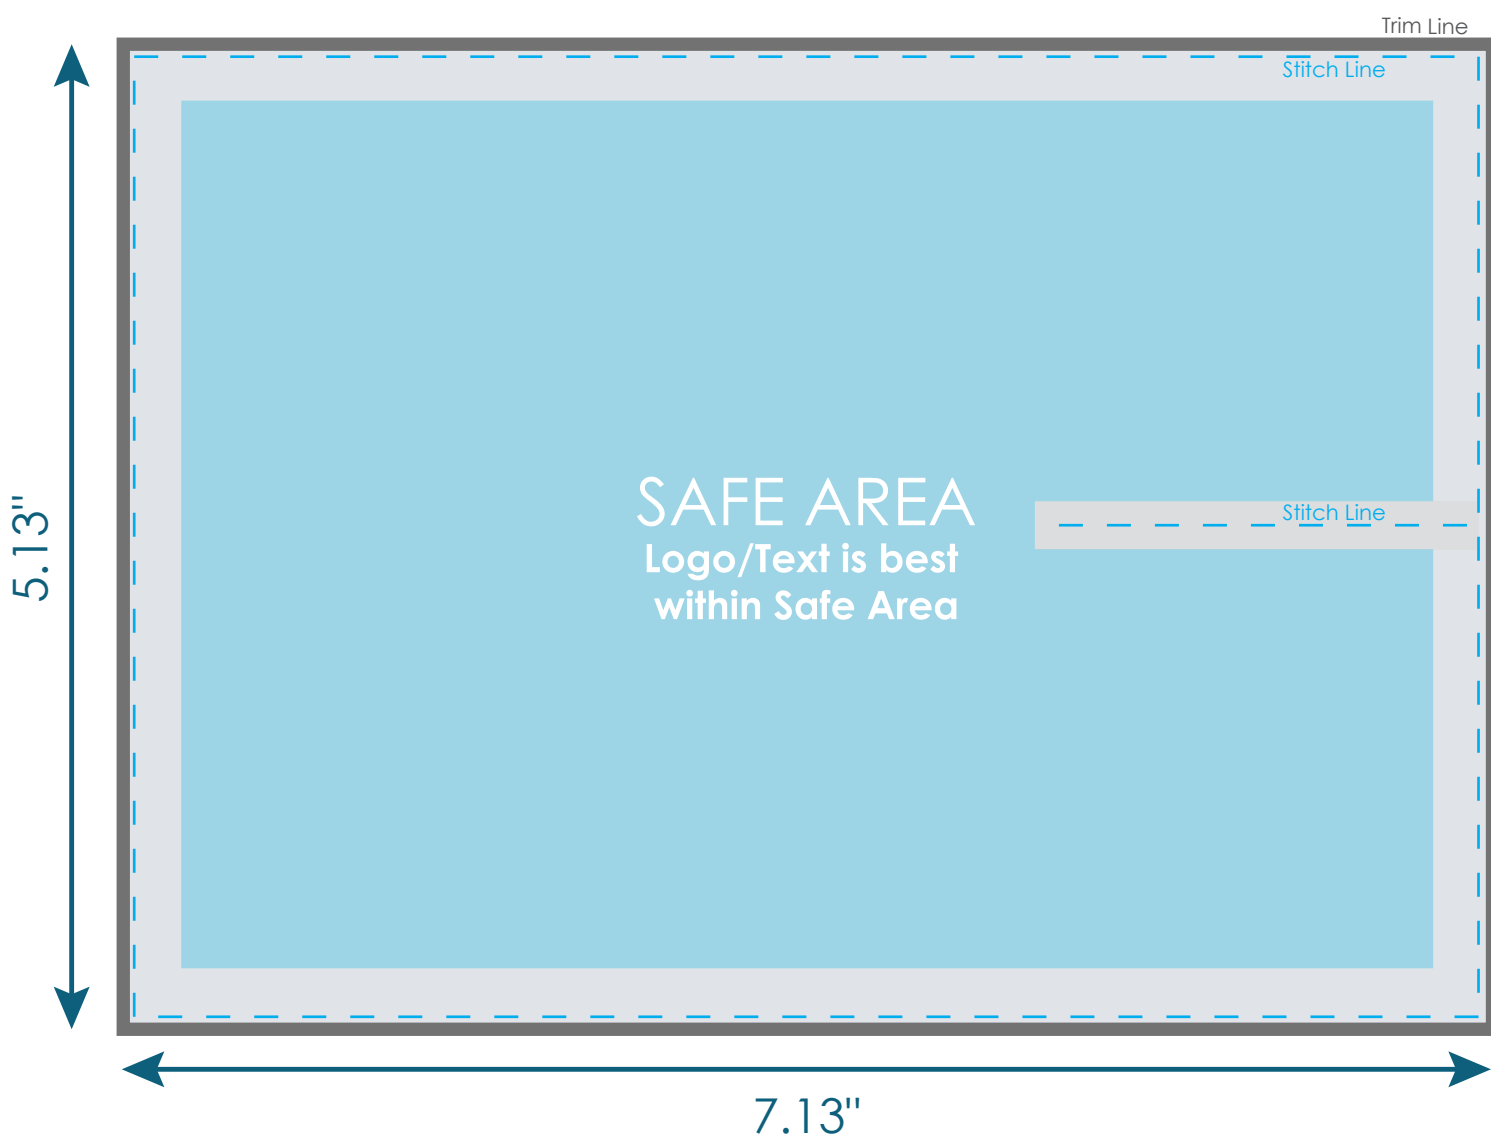 Trim Line
Stitch Line
5.13"
SAFE AREA
Stitch Line
Logo/Text is best
within Safe Area
7.13"